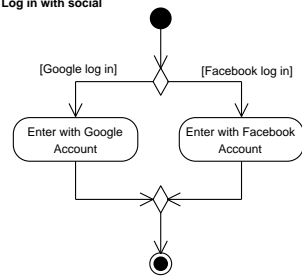 Log in with social
[Google log in]
[Facebook log in]
Enter with Google
Account
Enter with Facebook
Account